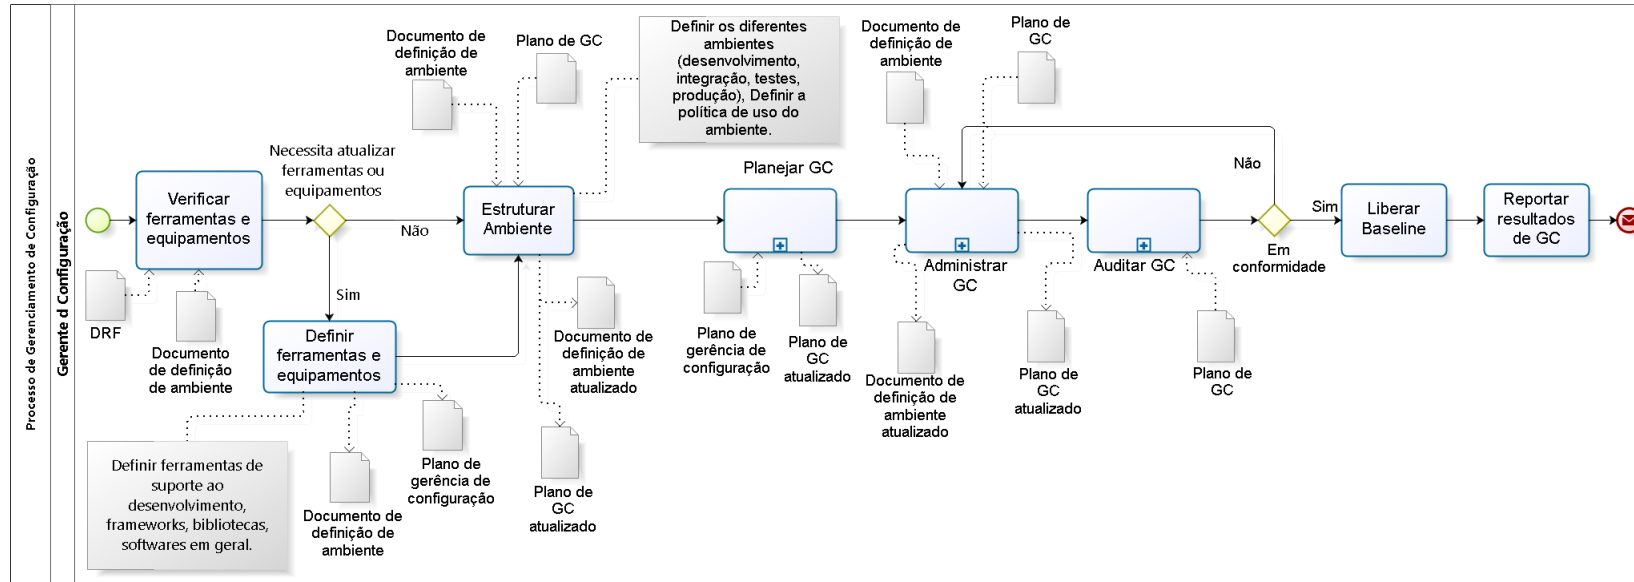 Processo de Gerenciamento de Configuração
Gerente d Configuração
Verificar
ferramentas e
equipamentos
DRF
Documento
de definição
de ambiente
Necessita atualizar
ferramentas ou
equipamentos
Não
Sim
Definir
ferramentas e
equipamentos
Definir ferramentas de
suporte ao
desenvolvimento,
frameworks, bibliotecas,
softwares em geral.
Documento de
definição de
ambiente
Plano de
gerência de
configuração
Documento de
definição de
ambiente
Plano de GC
Estruturar
Ambiente
Definir os diferentes
ambientes
(desenvolvimento,
integração, testes,
produção), Definir a
política de uso do
ambiente.
Documento de
definição de
ambiente
atualizado
Plano de
GC
atualizado
Planejar GC
Plano de
gerência de
configuração
Plano de
GC
atualizado
Documento de
definição de
ambiente
Plano de
GC
Administrar
GC
Documento de
definição de
ambiente
atualizado
Plano de
GC
atualizado
Auditar GC
Plano de
GC
Não
Em
conformidade
Sim
Liberar
Baseline
Reportar
resultados
de GC